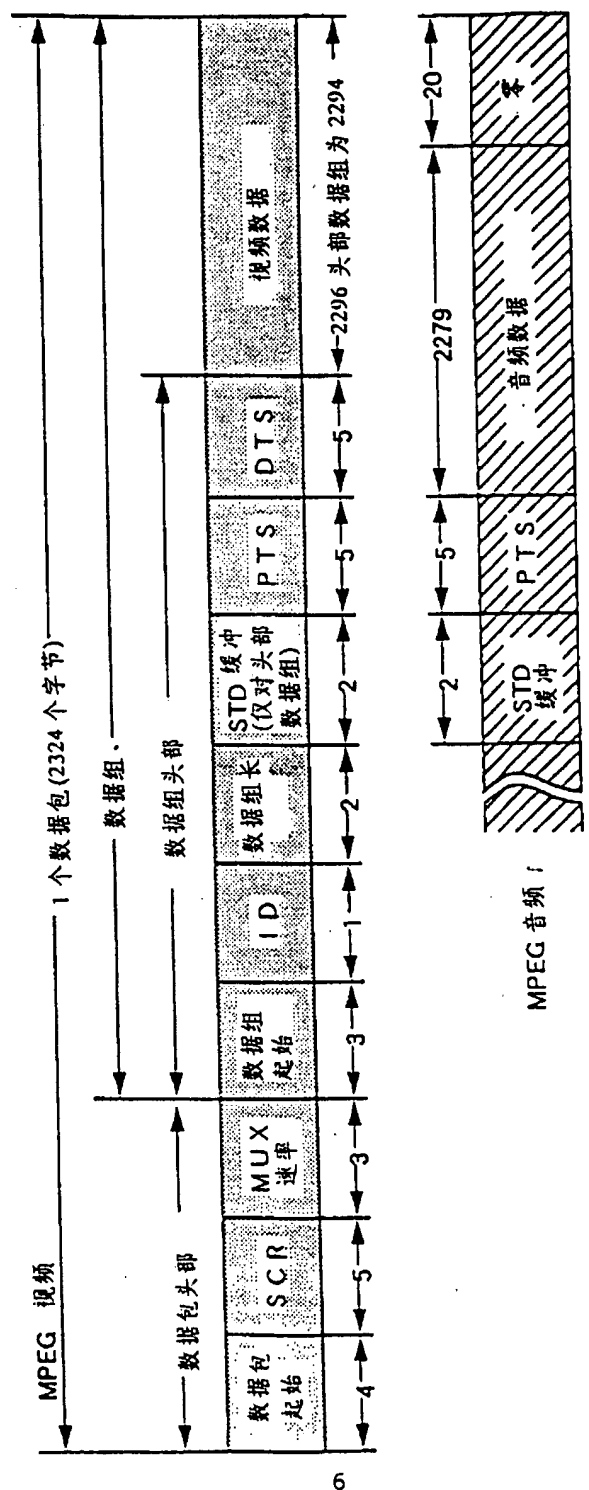 MPEG 视频
1 个数据包(2324 个字节)
数据组
数据包头部
数据组头部
数据包
起始
SCR
MUX
速率
数据组
起始
ID
数据组长
STD 缓冲
(仅对头部
数据组)
PTS
DTS
视频数据
4
5
3
3
1
2
2
5
5
2296 头部数据组为 2294
MPEG 音频
STD
缓冲
PTS
音频数据
零
2
5
2279
20
6